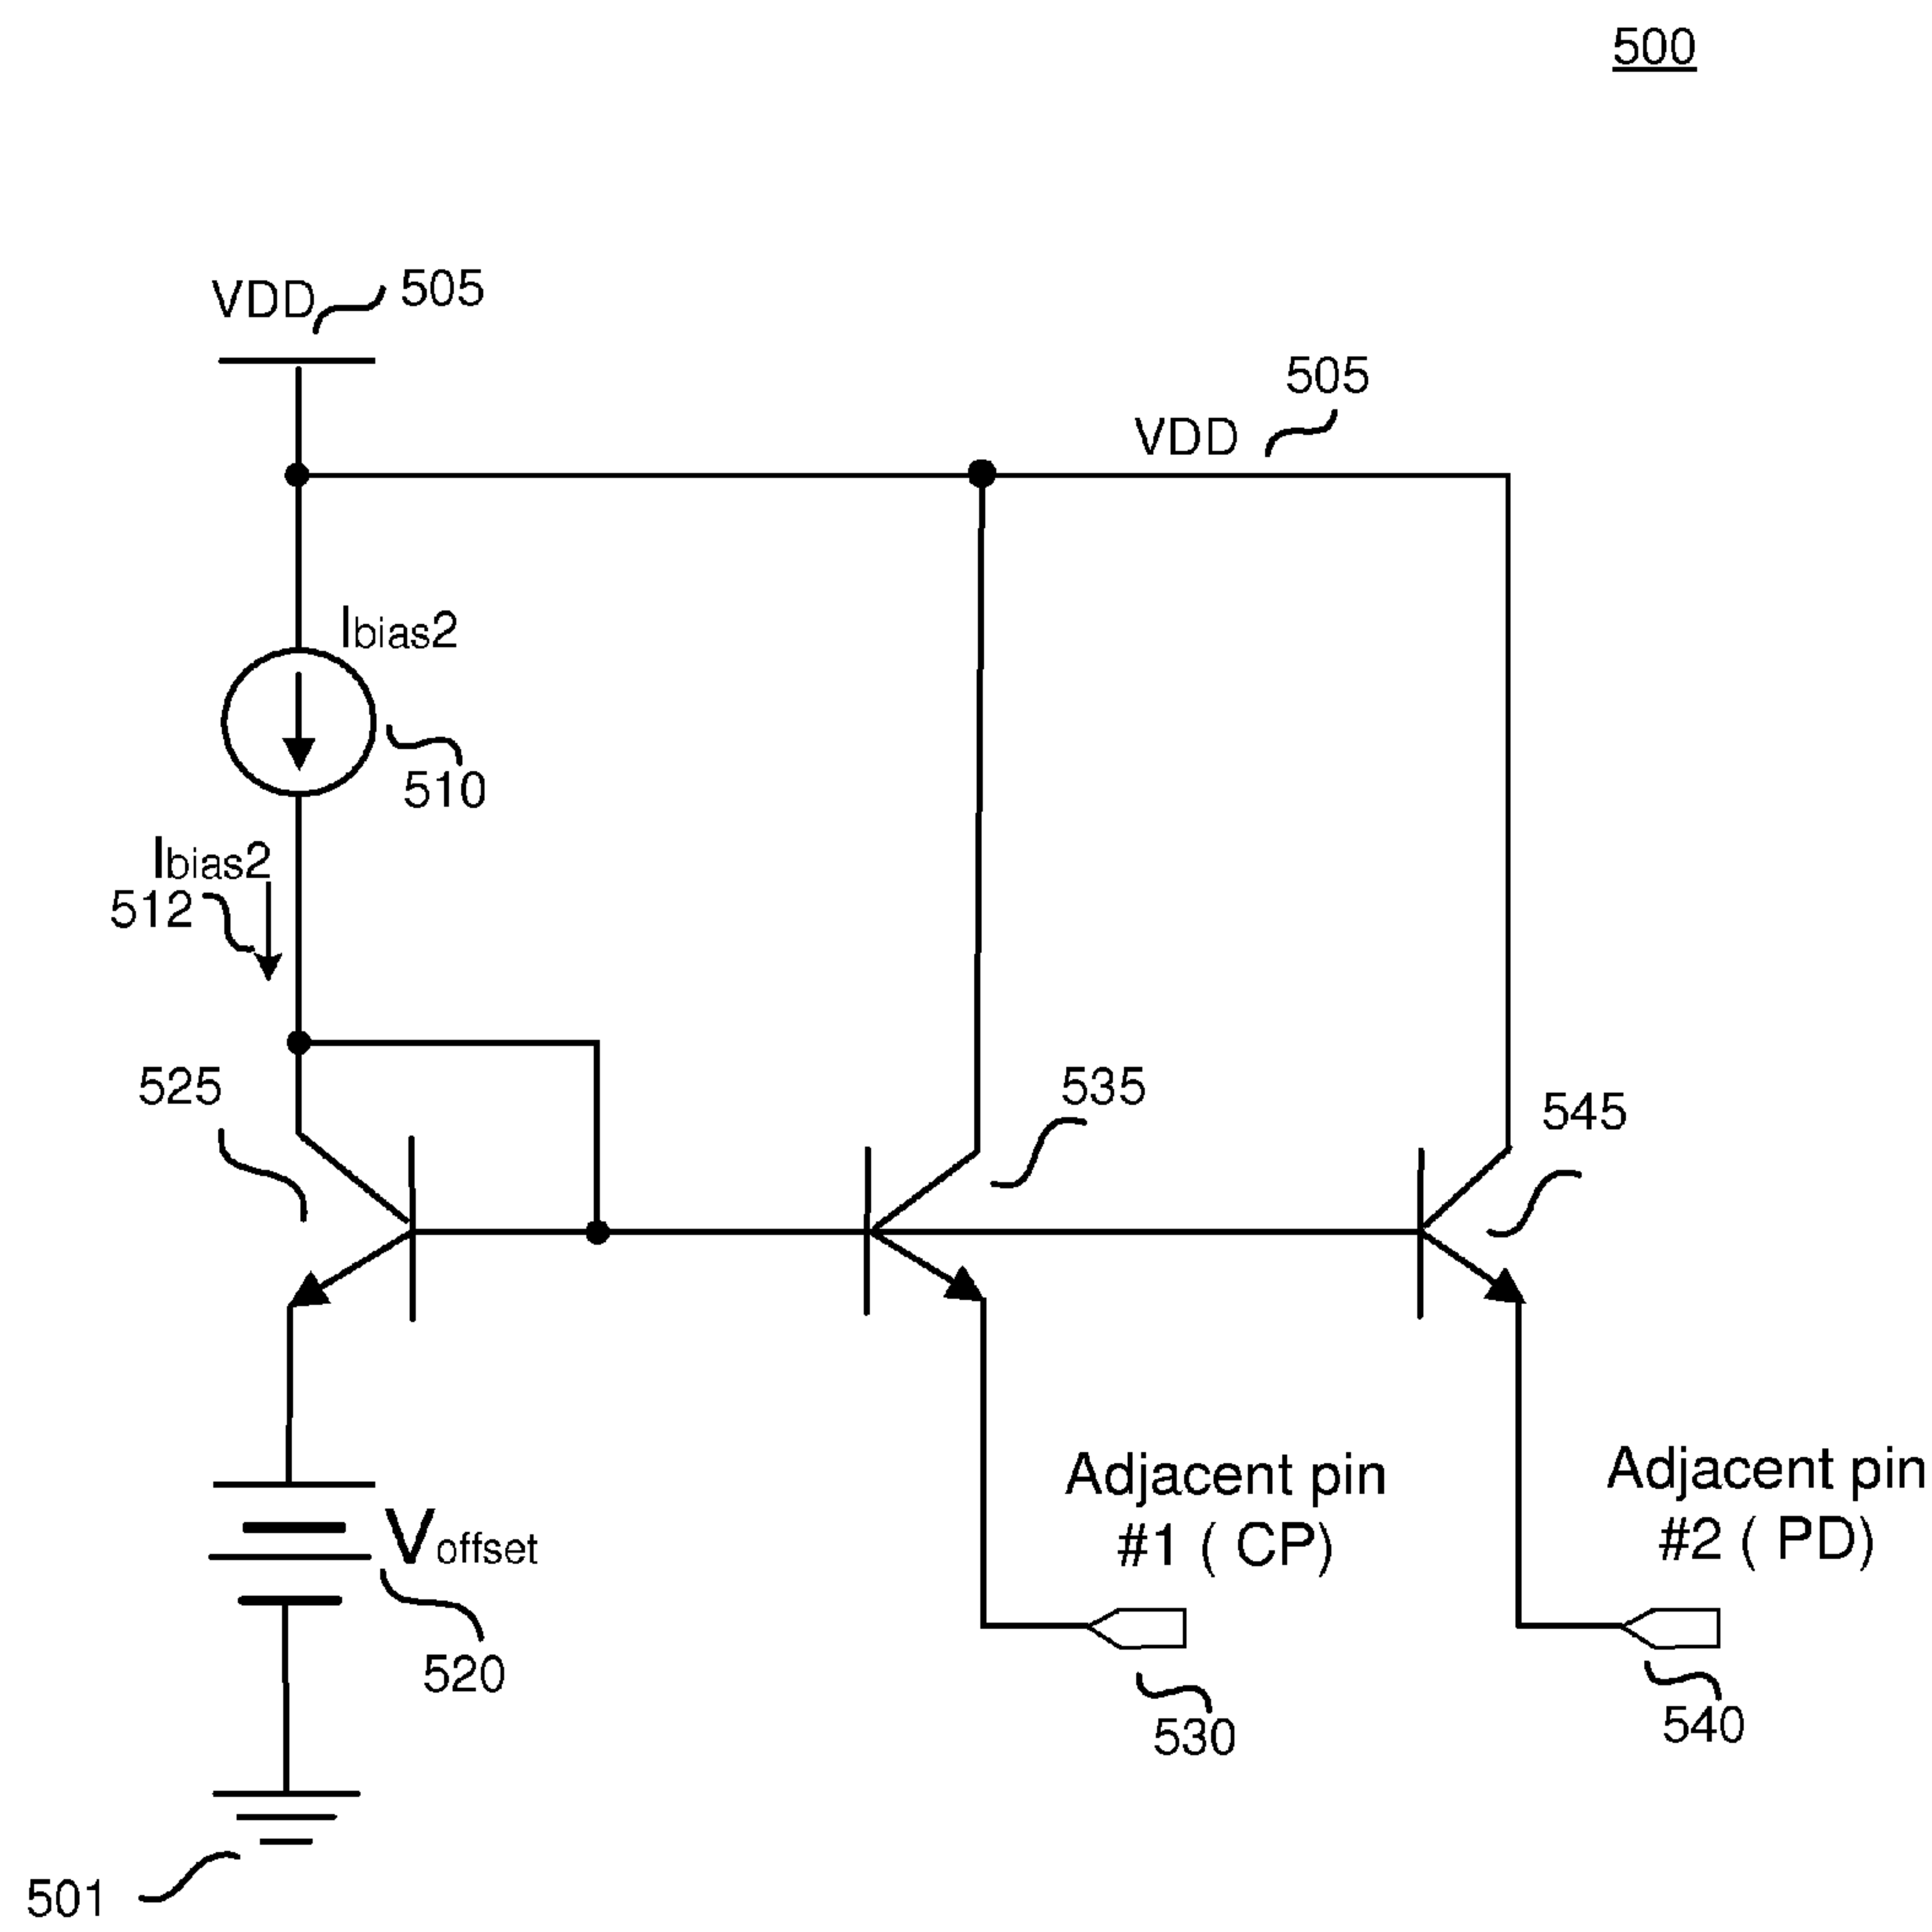 500
VDD 505
505
VDD
Ibias2
510
Ibias2
512
525
535
545
Voffset
520
Adjacent pin
#1 ( CP)
Adjacent pin
#2 ( PD)
530
540
501